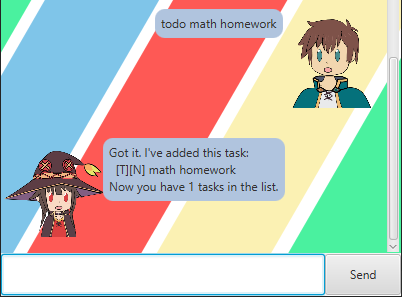 todo math homework
Got it. I've added this task:
[T][N] math homework
Now you have 1 tasks in the list.
Send